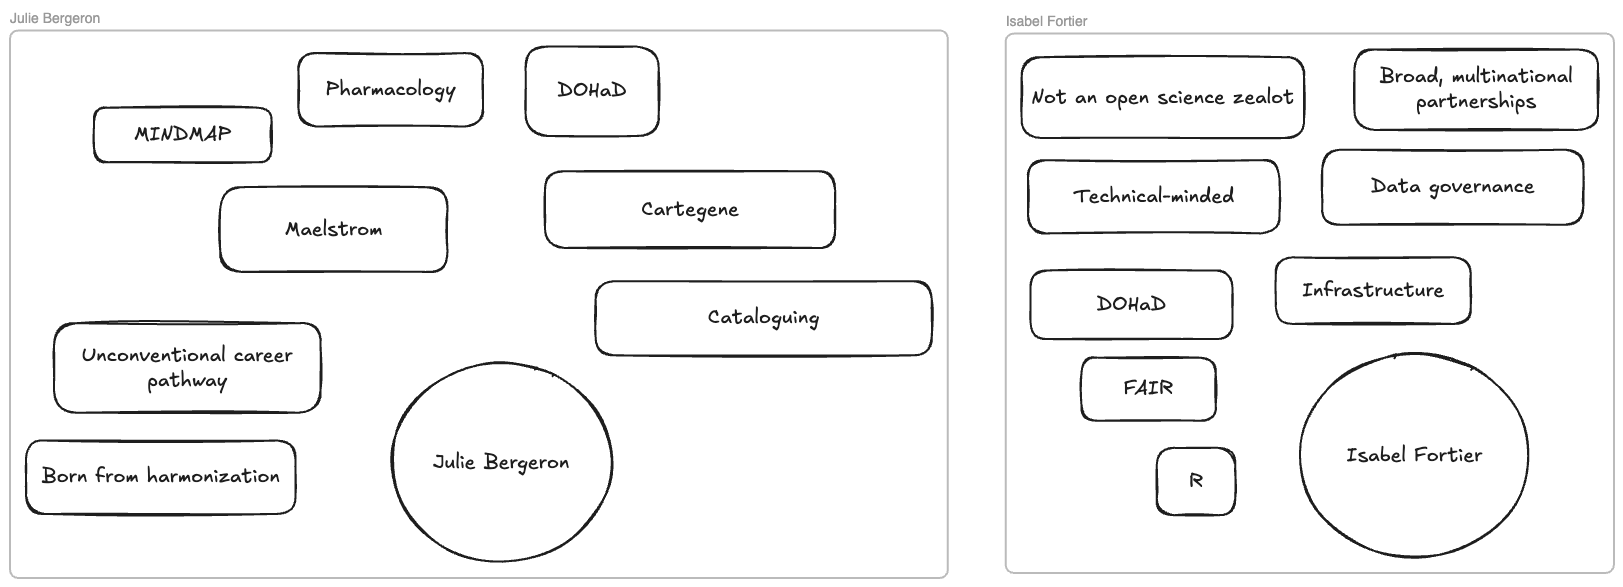 Julie Bergeron
Pharmacology
DOHaD
MINDMAP
Maelstrom
Cartegene
Cataloguing
Unconventional career
pathway
Born from harmonization
Julie Bergeron
Isabel Fortier
Not an open science zealot
Broad, multinational
partnerships
Technical-minded
Data governance
DOHaD
Infrastructure
FAIR
R
Isabel Fortier